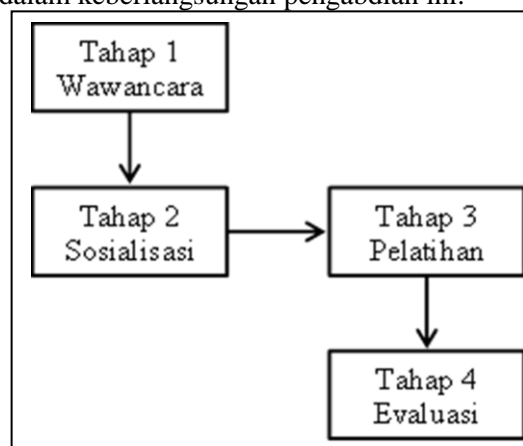 dalam keberlangsungan pengabdian ini.
Tahap 1
Wawancara
Tahap 2
Sosialisasi
Tahap 3
Pelatihan
Tahap 4
Evaluasi